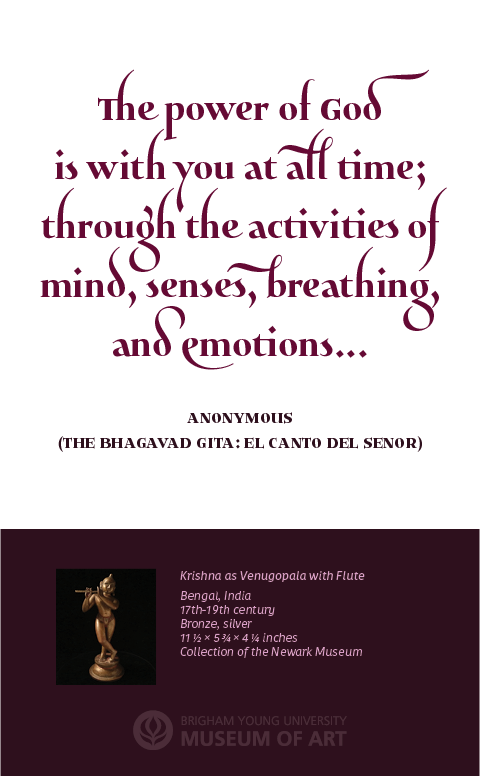 The power of God
is with you at all time;
through the activities of
mind, senses, breathing,
and emotions...
ANONYMOUS
(THE BHAGAVAD GITA: EL CANTO DEL SENOR)
Krishna as Venugopala with Flute
Bengal, India
17th-19th century
Bronze, silver
11 ½ × 5 ¾ × 4 ¼ inches
Collection of the Newark Museum
BRIGHAM YOUNG UNIVERSITY
MUSEUM OF ART